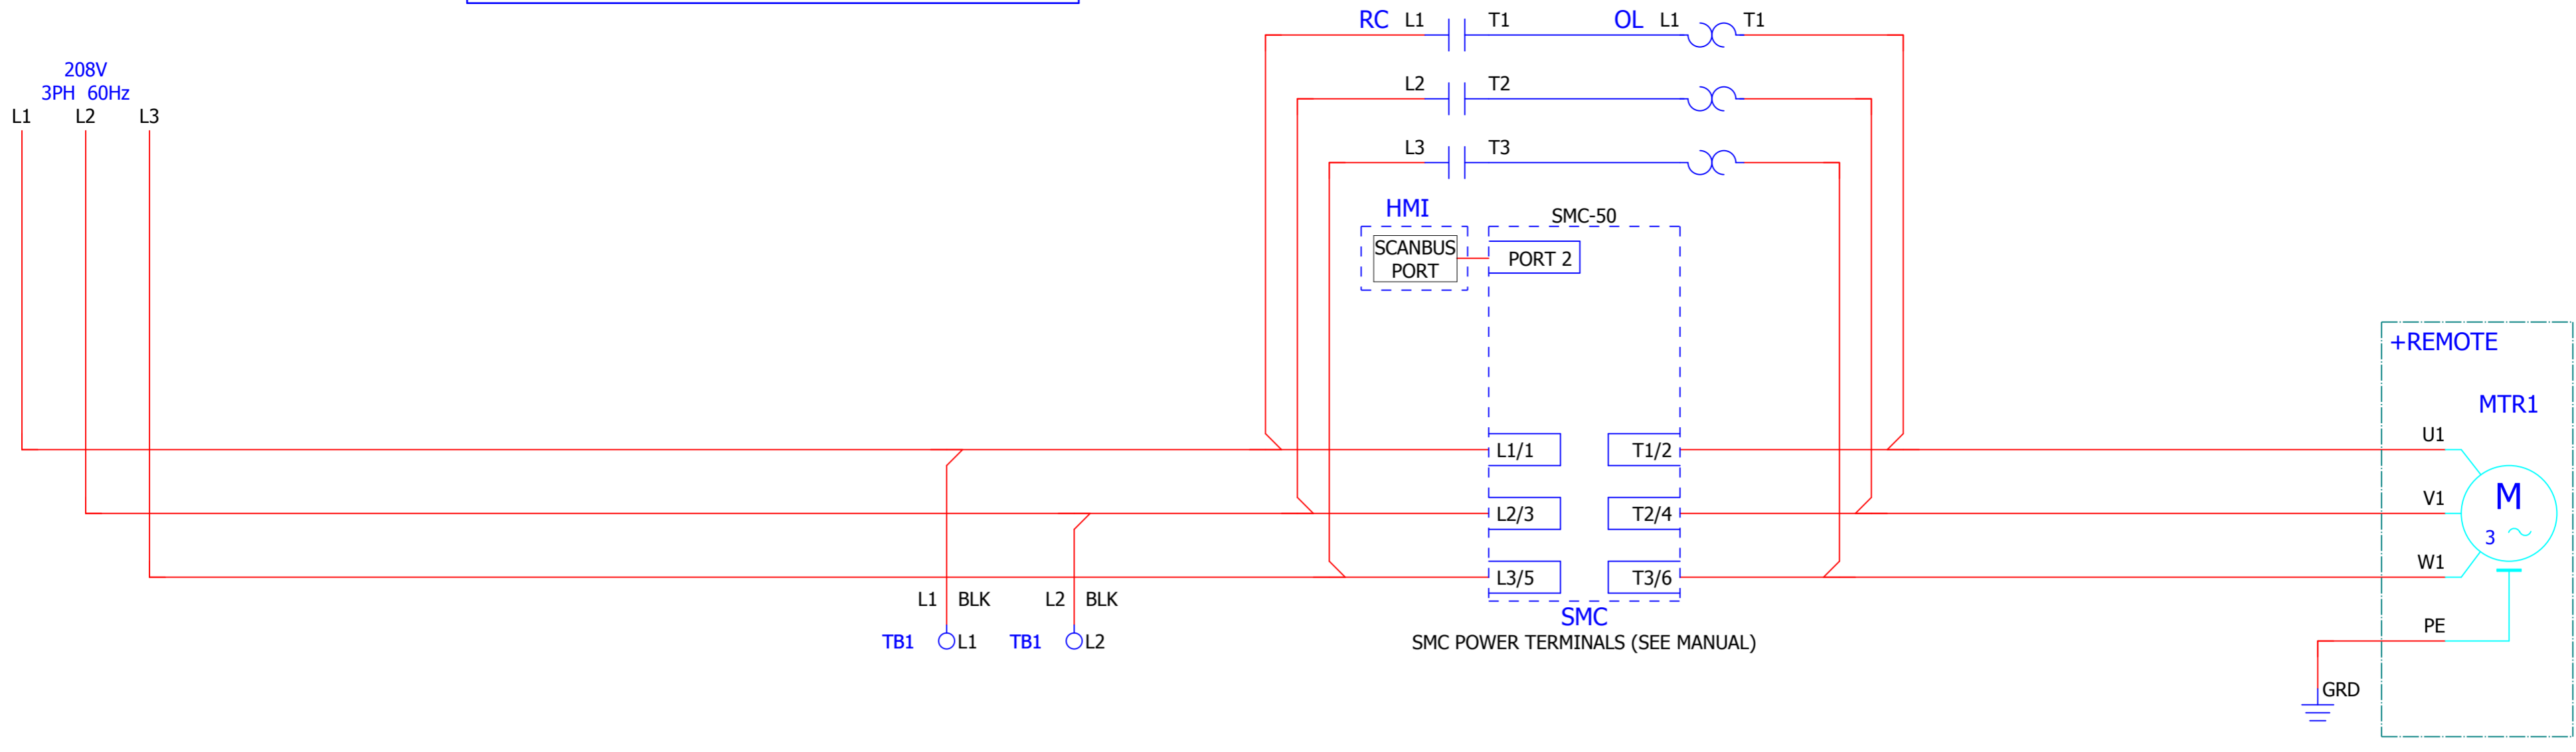 RC L1 T1 OL L1 T1
208V
3PH 60Hz
L1 L2 L3
L2 T2
L3 T3
HMI
SCANBUS
PORT
SMC-50
PORT 2
+REMOTE
MTR1
L1/1 T1/2 U1
L2/3 T2/4 V1
M
3
L3/5 T3/6 W1
L1 BLK L2 BLK
SMC
TB1 L1 TB1 L2
SMC POWER TERMINALS (SEE MANUAL)
PE
GRD